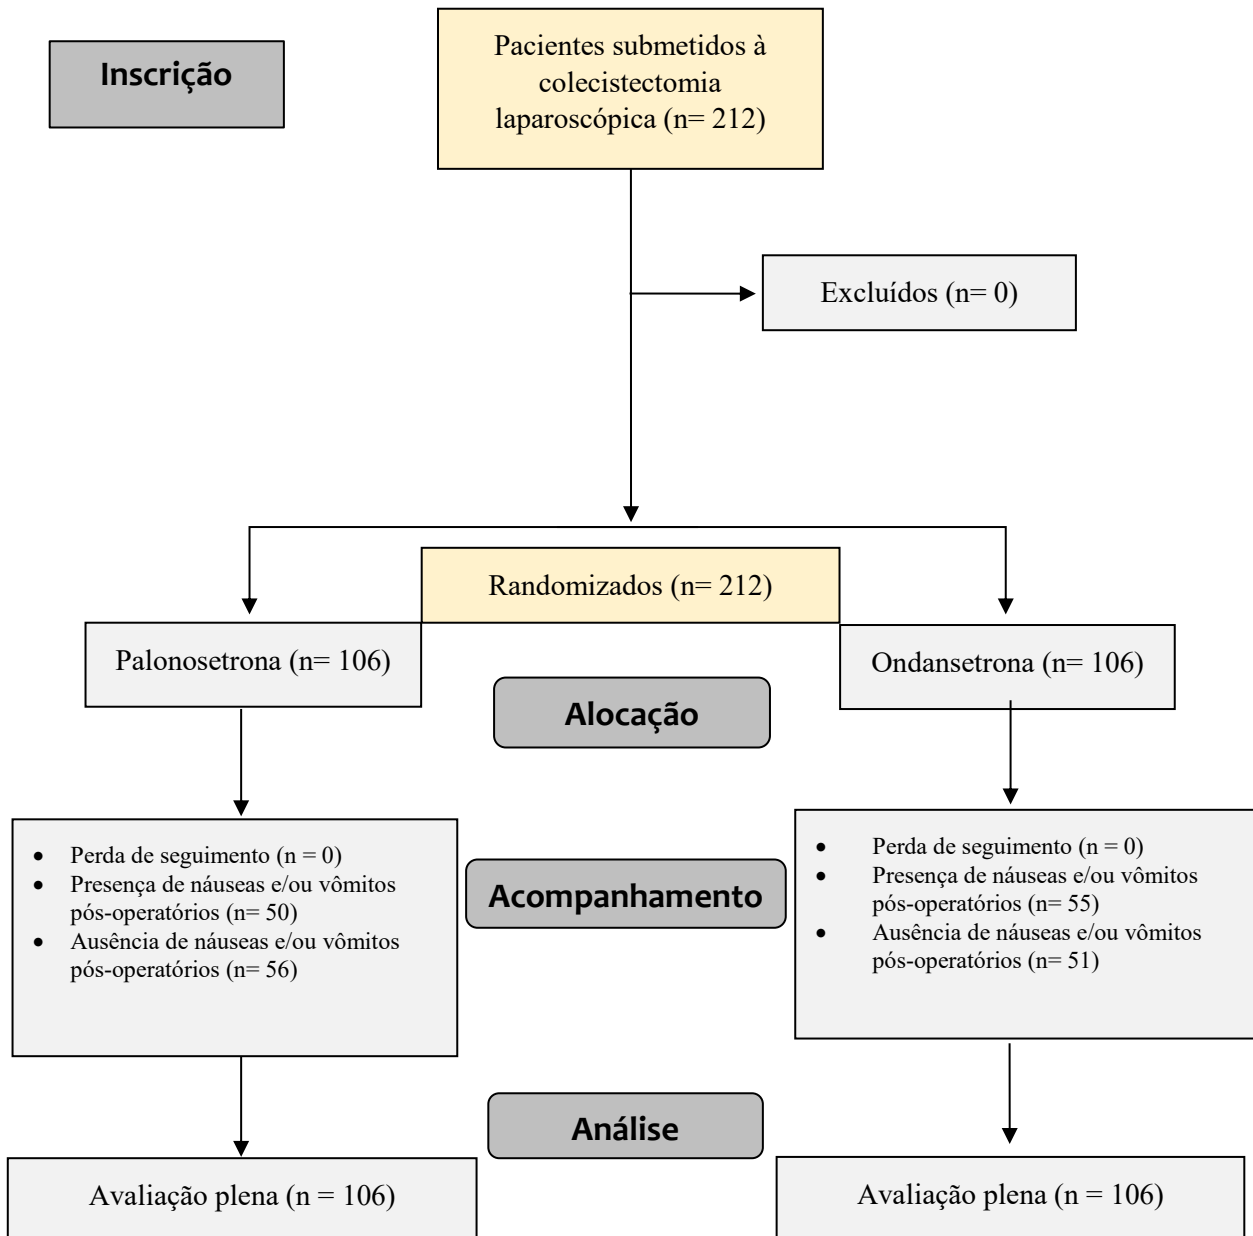 Inscrição
Pacientes submetidos à
colecistectomia
laparoscópica (n= 212)
Excluídos (n= 0)
Randomizados (n= 212)
Palonosetrona (n= 106)
Ondansetrona (n= 106)
Alocação
• Perda de seguimento (n = 0)
• Presença de náuseas e/ou vômitos
pós-operatórios (n= 50)
• Ausência de náuseas e/ou vômitos
pós-operatórios (n= 56)
Acompanhamento
• Perda de seguimento (n = 0)
• Presença de náuseas e/ou vômitos
pós-operatórios (n= 55)
• Ausência de náuseas e/ou vômitos
pós-operatórios (n= 51)
Análise
Avaliação plena (n = 106)
Avaliação plena (n = 106)